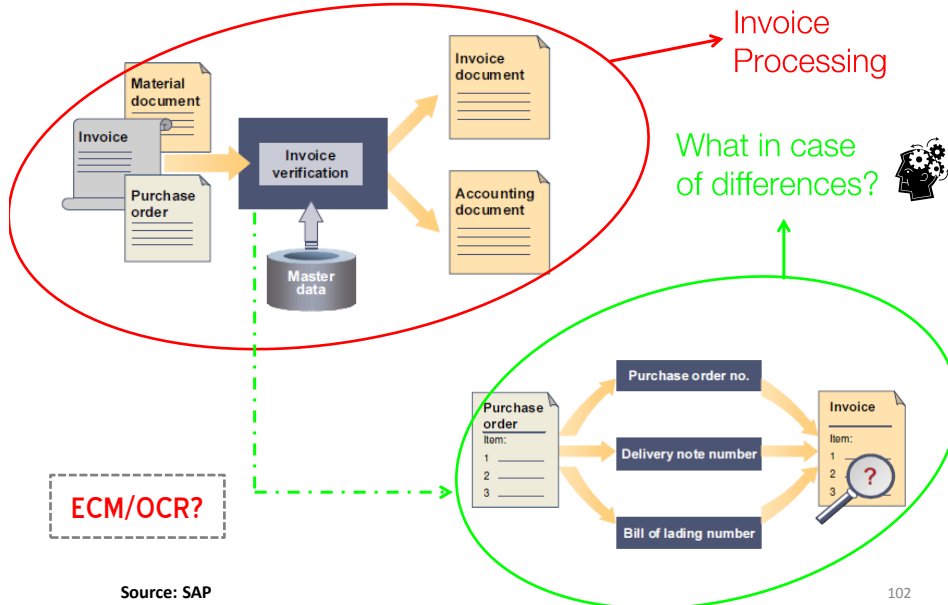 Invoice
Processing
Material
document
Invoice
Purchase
order
Invoice
verification
Master
data
Invoice
document
Accounting
document
What in case
of differences?
Purchase
order
Item:
1
2
3
Purchase order no.
Delivery note number
Bill of lading number
Invoice
Item:
1
2
3
?
ECM/OCR?
Source: SAP
102